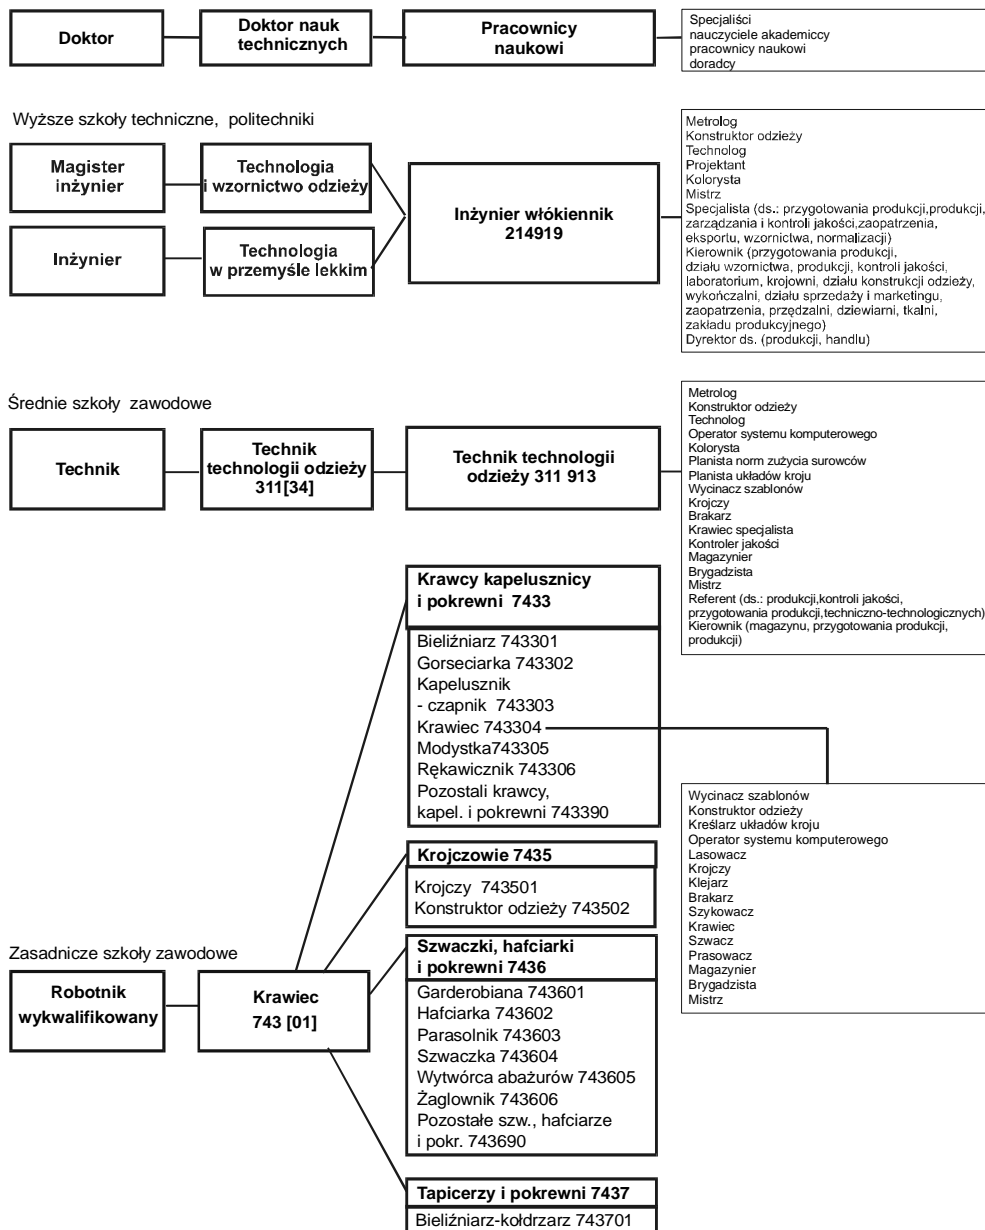 Doktor
Doktor nauk
technicznych
Pracownicy
naukowi
Specjaliści
nauczyciele akademiccy
pracownicy naukowi
doradcy
Wyższe szkoły techniczne, politechniki
Magister
inżynier
Technologia
i wzornictwo odzieży
Inżynier
Technologia
w przemyśle lekkim
Inżynier włókiennik
214919
Metrolog
Konstruktor odzieży
Technolog
Projektant
Kolorysta
Mistrz
Specjalista (ds.: przygotowania produkcji,produkcji,
zarządzania i kontroli jakości,zaopatrzenia,
eksportu, wzornictwa, normalizacji)
Kierownik (przygotowania produkcji,
działu wzornictwa, produkcji, kontroli jakości,
laboratorium, krojowni, działu konstrukcji odzieży,
wykończalni, działu sprzedaży i marketingu,
zaopatrzenia, przędzalni, dziewiarni, tkalni,
zakładu produkcyjnego)
Dyrektor ds. (produkcji, handlu)
Średnie szkoły zawodowe
Technik
Technik
technologii odzieży
311[34]
Technik technologii
odzieży 311 913
Metrolog
Konstruktor odzieży
Technolog
Operator systemu komputerowego
Kolorysta
Planista norm zużycia surowców
Planista układów kroju
Wycinacz szablonów
Krojczy
Brakarz
Krawiec specjalista
Kontroler jakości
Magazynier
Brygadzista
Mistrz
Referent (ds.: produkcji,kontroli jakości,
przygotowania produkcji,techniczno-technologicznych)
Kierownik (magazynu, przygotowania produkcji,
produkcji)
Krawcy kapelusznicy
i pokrewni 7433
Bieliźniarz 743301
Gorseciarka 743302
Kapelusznik
- czapnik 743303
Krawiec 743304
Modystka743305
Rękawicznik 743306
Pozostali krawcy,
kapel. i pokrewni 743390
Wycinacz szablonów
Konstruktor odzieży
Kreślarz układów kroju
Operator systemu komputerowego
Lasowacz
Krojczy
Klejarz
Brakarz
Szykowacz
Krawiec
Szwacz
Prasowacz
Magazynier
Brygadzista
Mistrz
Krojczowie 7435
Krojczy 743501
Konstruktor odzieży 743502
Zasadnicze szkoły zawodowe
Robotnik
wykwalifikowany
Krawiec
743 [01]
Szwaczki, hafciarki
i pokrewni 7436
Garderobiana 743601
Hafciarka 743602
Parasolnik 743603
Szwaczka 743604
Wytwórca abażurów 743605
Żaglownik 743606
Pozostałe szw., hafciarze
i pokr. 743690
Tapicerzy i pokrewni 7437
Bieliźniarz-kołdrzarz 743701